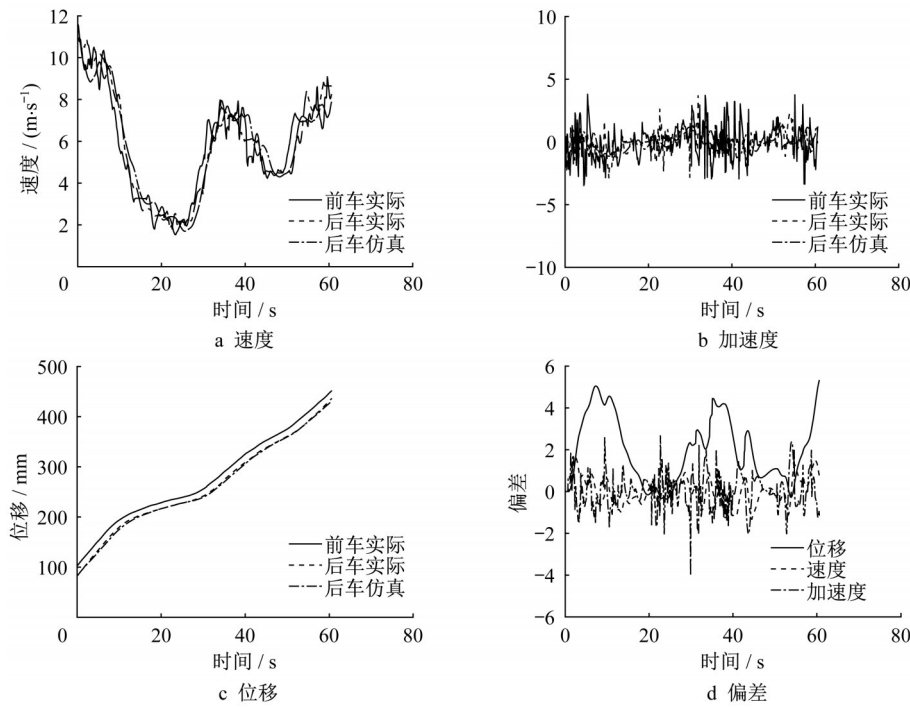 12
10
8
6
4
2
0
20
40
60
80
速度 / (m·s⁻¹)
时间 / s
前车实际
后车实际
后车仿真
a 速度
10
5
0
−5
−10
0
20
40
60
80
时间 / s
前车实际
后车实际
后车仿真
b 加速度
500
400
300
200
100
0
20
40
60
80
位移 / mm
时间 / s
前车实际
后车实际
后车仿真
c 位移
6
4
2
0
−2
−4
−6
0
20
40
60
80
偏差
时间 / s
位移
速度
加速度
d 偏差